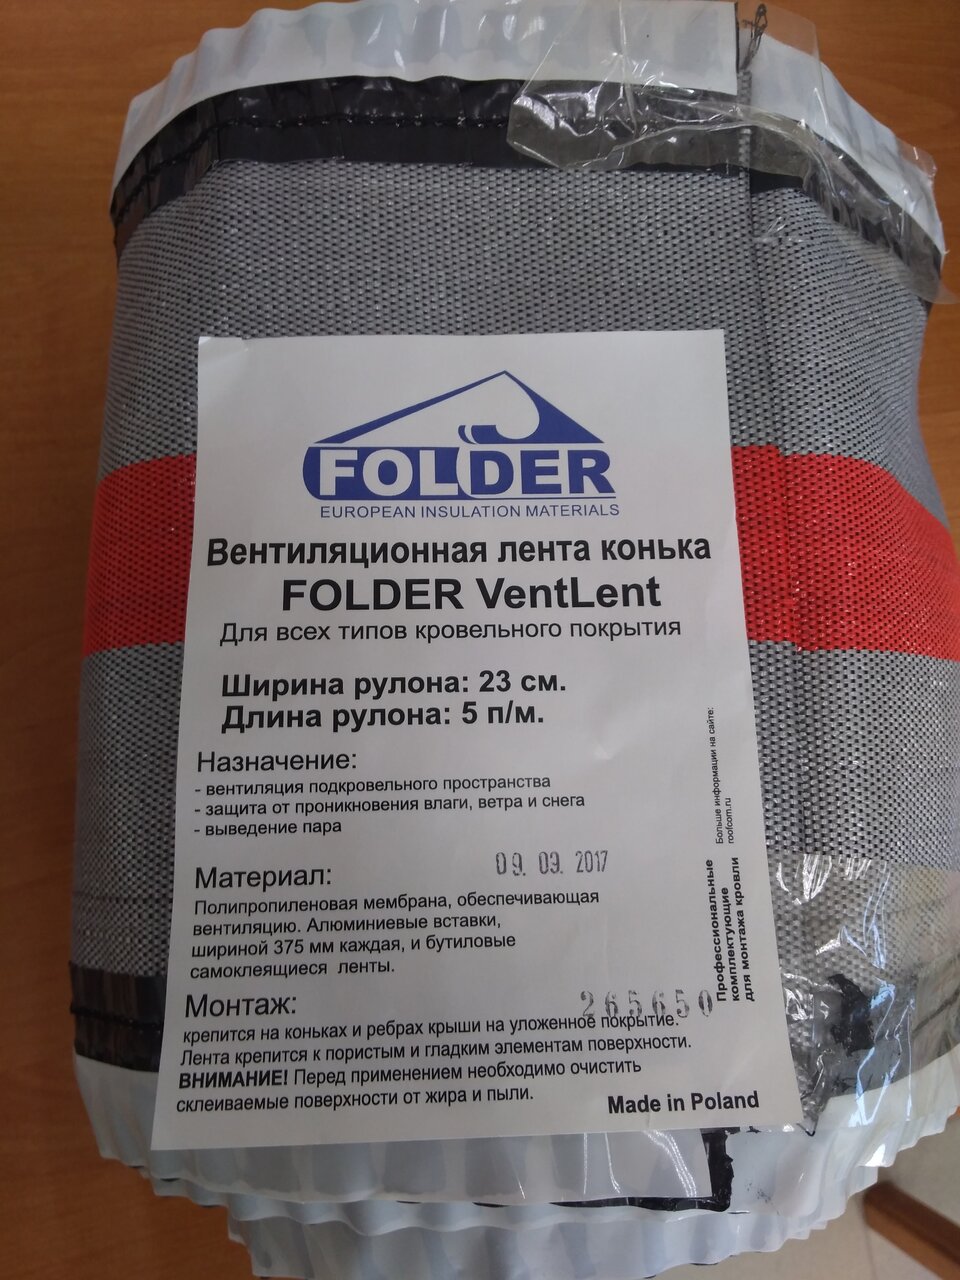 FOLDER
EUROPEAN INSULATION MATERIALS
Вентиляционная лента конька
FOLDER VentLent
Для всех типов кровельного покрытия
Ширина рулона: 23 см.
Длина рулона: 5 п/м.
Назначение:
- вентиляция подкровельного пространства
- защита от проникновения влаги, ветра и снега
- выведение пара
09. 09. 2017
Материал:
Полипропиленовая мембрана, обеспечивающая
вентиляцию. Алюминиевые вставки,
шириной 375 мм каждая, и бутиловые
самоклеящиеся ленты.
265650
Монтаж:
крепится на коньках и ребрах крыши на уложенное покрытие.
Лента крепится к пористым и гладким элементам поверхности.
ВНИМАНИЕ! Перед применением необходимо очистить
склеиваемые поверхности от жира и пыли.
Made in Poland
Больше информации на сайте:
roofcom.ru
Профессиональные
комплектующие
для монтажа кровли